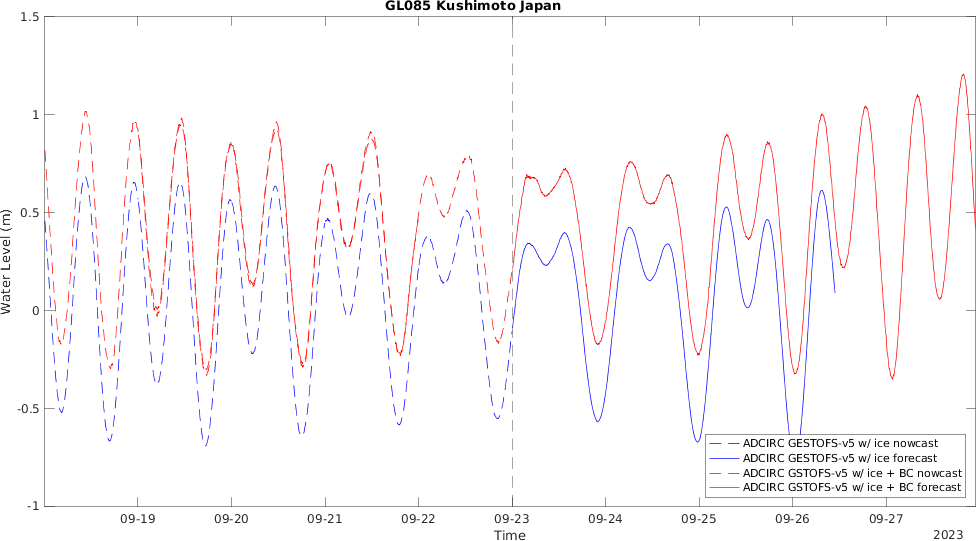 GL085 Kushimoto Japan
1.5
1
0.5
0
-0.5
-1
Water Level (m)
ADCIRC GESTOFS-v5 w/ ice nowcast
ADCIRC GESTOFS-v5 w/ ice forecast
ADCIRC GSTOFS-v5 w/ ice + BC nowcast
ADCIRC GSTOFS-v5 w/ ice + BC forecast
09-19 09-20 09-21 09-22 09-23 09-24 09-25 09-26 09-27
Time
2023